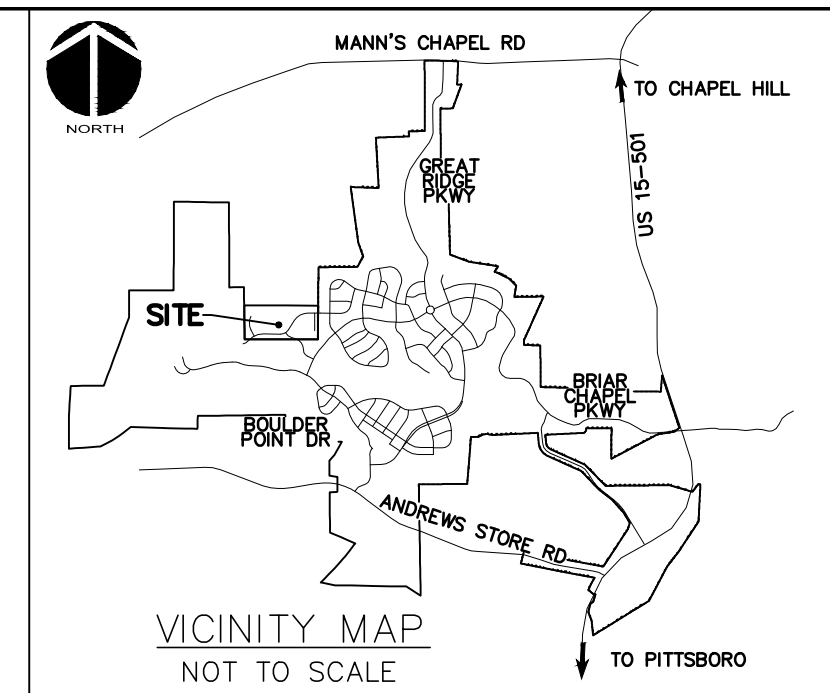 MANN'S CHAPEL RD
TO CHAPEL HILL
NORTH
US 15-501
GREAT
RIDGE
PKWY
SITE
BRIAR
CHAPEL
PKWY
BOULDER
POINT DR
ANDREWS STORE RD
VICINITY MAP
NOT TO SCALE
TO PITTSBORO